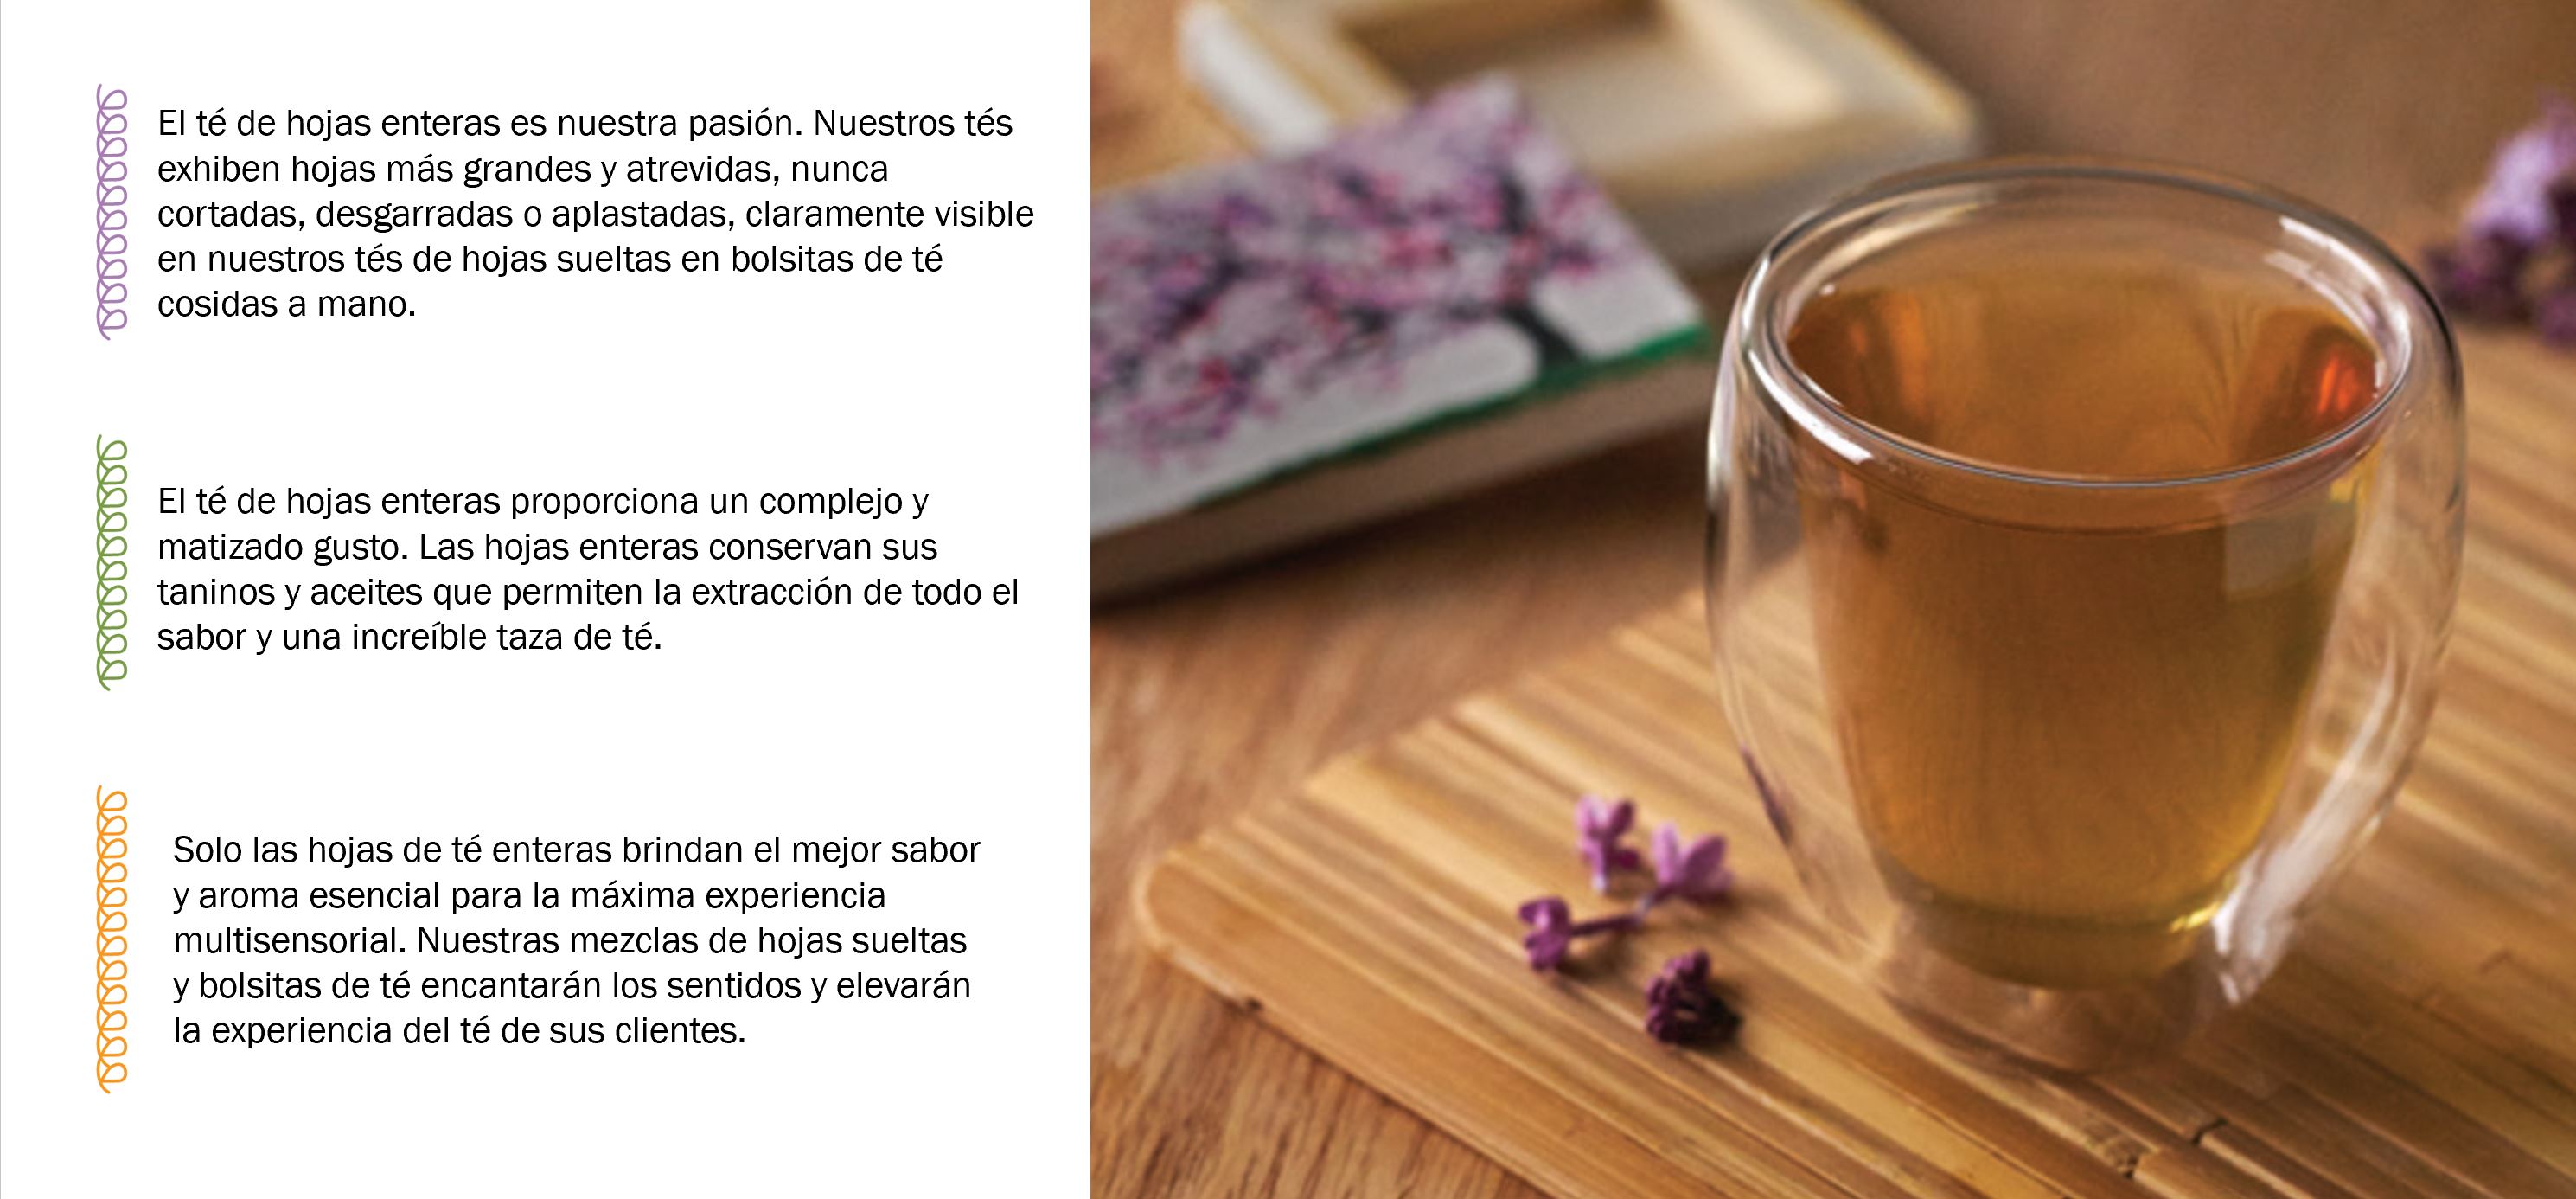 El té de hojas enteras es nuestra pasión. Nuestros tés
exhiben hojas más grandes y atrevidas, nunca
cortadas, desgarradas o aplastadas, claramente visible
en nuestros tés de hojas sueltas en bolsitas de té
cosidas a mano.
El té de hojas enteras proporciona un complejo y
matizado gusto. Las hojas enteras conservan sus
taninos y aceites que permiten la extracción de todo el
sabor y una increíble taza de té.
Solo las hojas de té enteras brindan el mejor sabor
y aroma esencial para la máxima experiencia
multisensorial. Nuestras mezclas de hojas sueltas
y bolsitas de té encantarán los sentidos y elevarán
la experiencia del té de sus clientes.